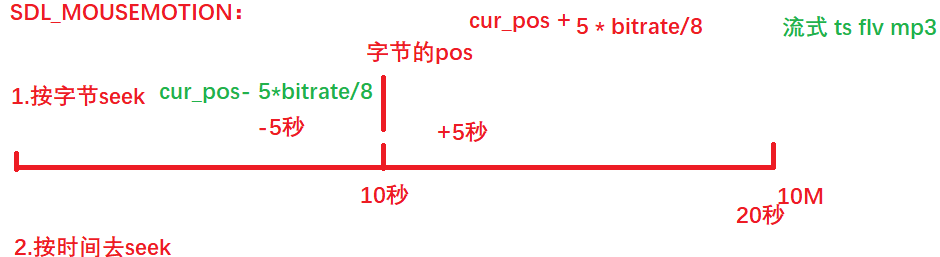 SDL_MOUSEMOTION：
cur_pos + 5 * bitrate/8
流式 ts flv mp3
字节的pos
1.按字节seek
cur_pos- 5*bitrate/8
-5秒
+5秒
10秒
10M
20秒
2.按时间去seek